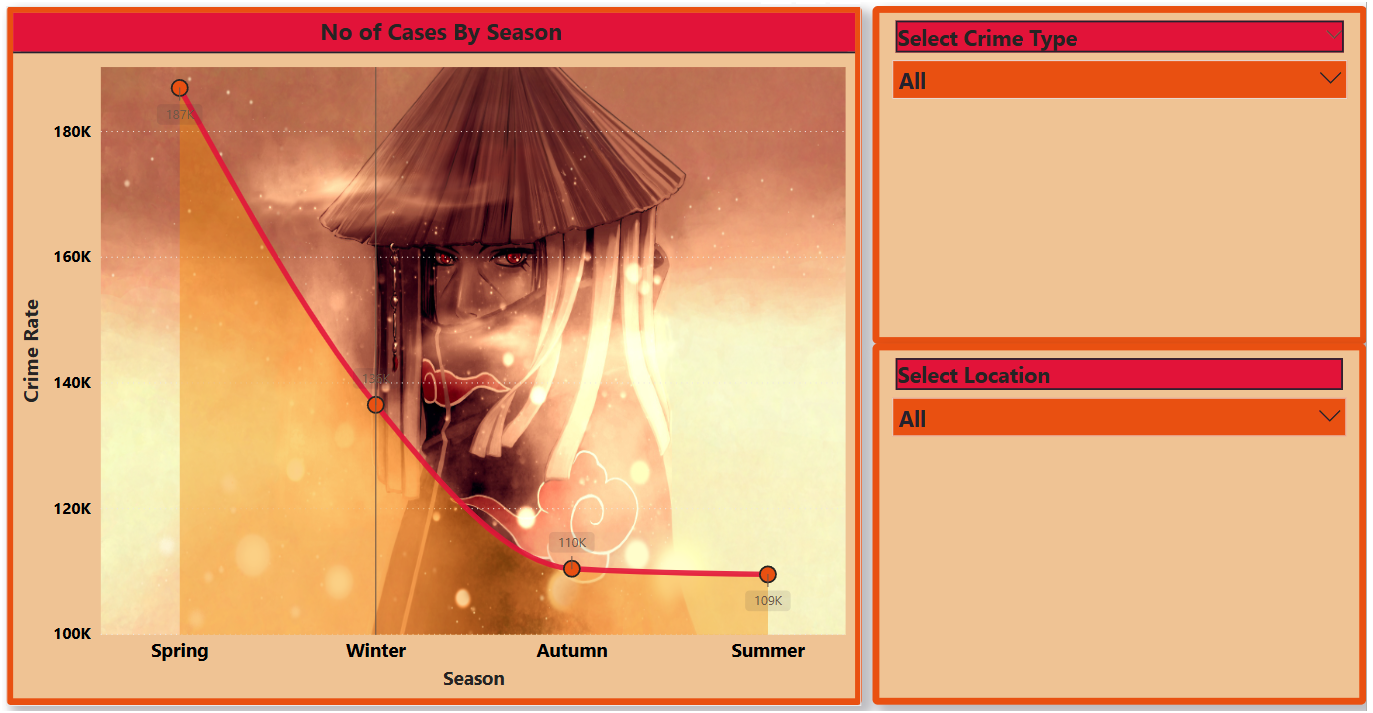 No of Cases By Season
Crime Rate
180K
160K
140K
120K
100K
187K
110K
109K
Spring
Winter
Autumn
Summer
Season
Select Crime Type
All
Select Location
All